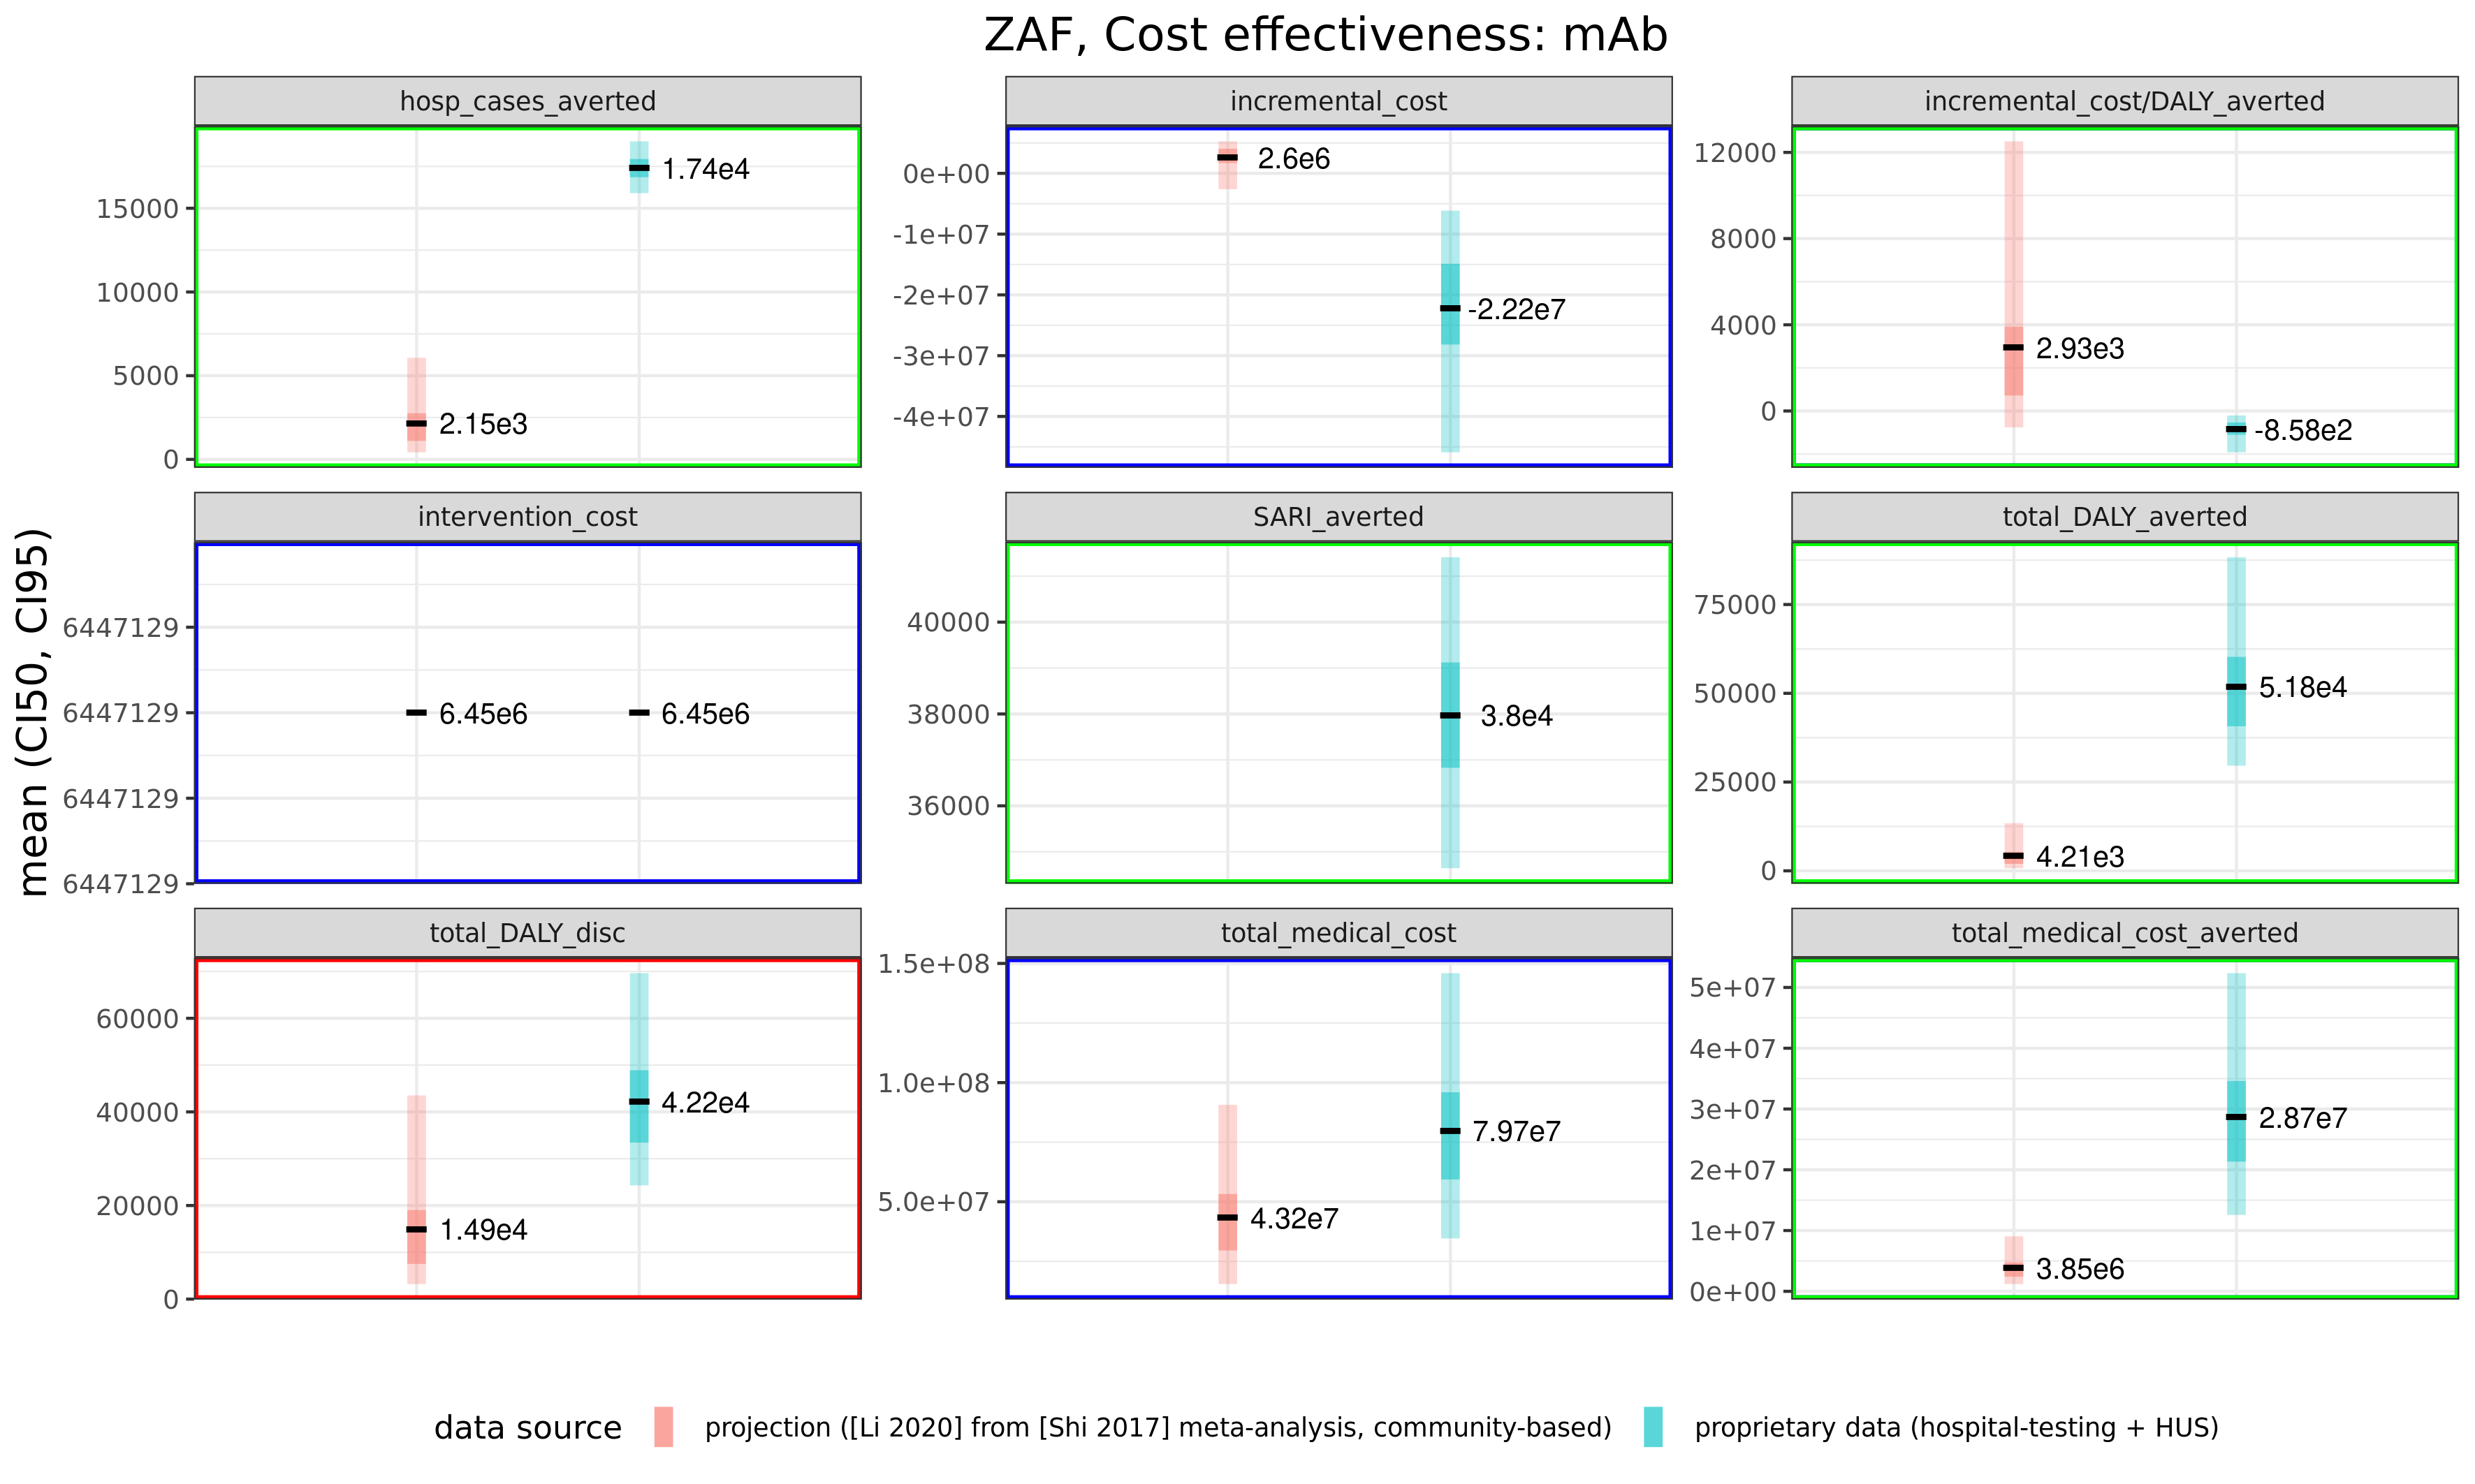 ZAF, Cost effectiveness: mAb
mean (CI50, CI95)
hosp_cases_averted
15000
10000
5000
0
1.74e4
2.15e3
incremental_cost
0e+00
-1e+07
-2e+07
-3e+07
-4e+07
2.6e6
-2.22e7
incremental_cost/DALY_averted
12000
8000
4000
0
2.93e3
-8.58e2
intervention_cost
6447129
6447129
6447129
6447129
6.45e6
6.45e6
SARI_averted
40000
38000
36000
3.8e4
total_DALY_averted
75000
50000
25000
0
5.18e4
4.21e3
total_DALY_disc
60000
40000
20000
0
4.22e4
1.49e4
total_medical_cost
1.5e+08
1.0e+08
5.0e+07
7.97e7
4.32e7
total_medical_cost_averted
5e+07
4e+07
3e+07
2e+07
1e+07
0e+00
2.87e7
3.85e6
data source
projection ([Li 2020] from [Shi 2017] meta-analysis, community-based)
proprietary data (hospital-testing + HUS)